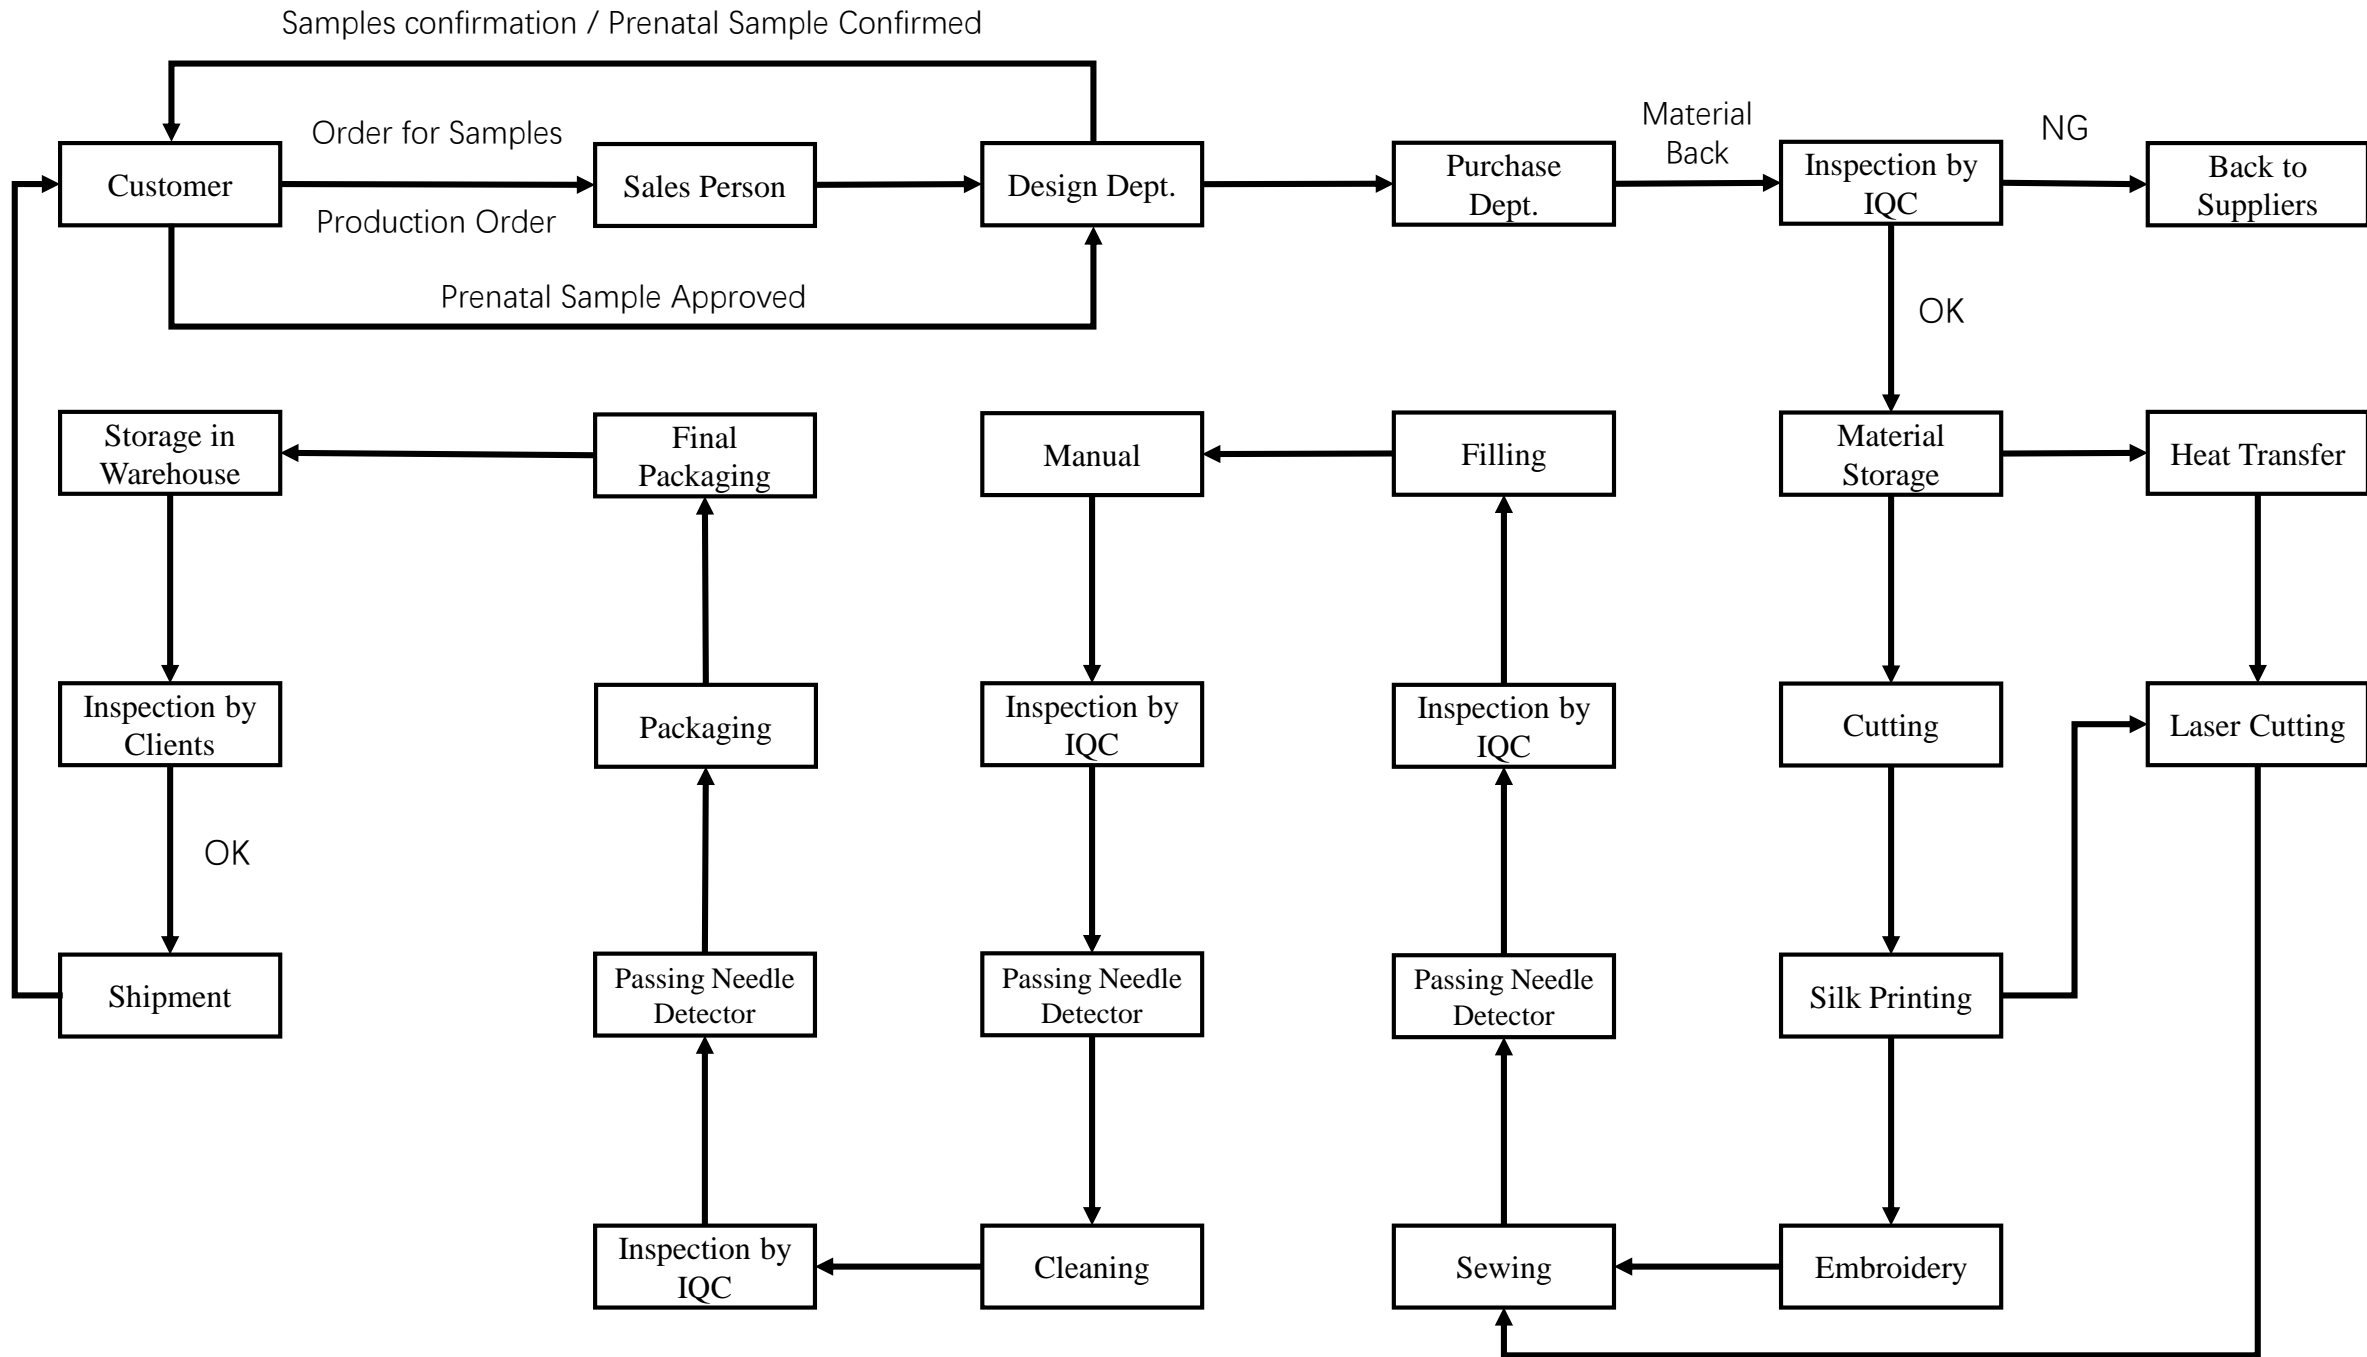 Samples confirmation / Prenatal Sample Confirmed
Customer
Order for Samples
Production Order
Sales Person
Design Dept.
Purchase
Dept.
Material
Back
Inspection by
IQC
NG
Back to
Suppliers
Prenatal Sample Approved
OK
Storage in
Warehouse
Final
Packaging
Manual
Filling
Material
Storage
Heat Transfer
Inspection by
Clients
Packaging
Inspection by
IQC
Inspection by
IQC
Cutting
Laser Cutting
OK
Shipment
Passing Needle
Detector
Passing Needle
Detector
Passing Needle
Detector
Silk Printing
Inspection by
IQC
Cleaning
Sewing
Embroidery